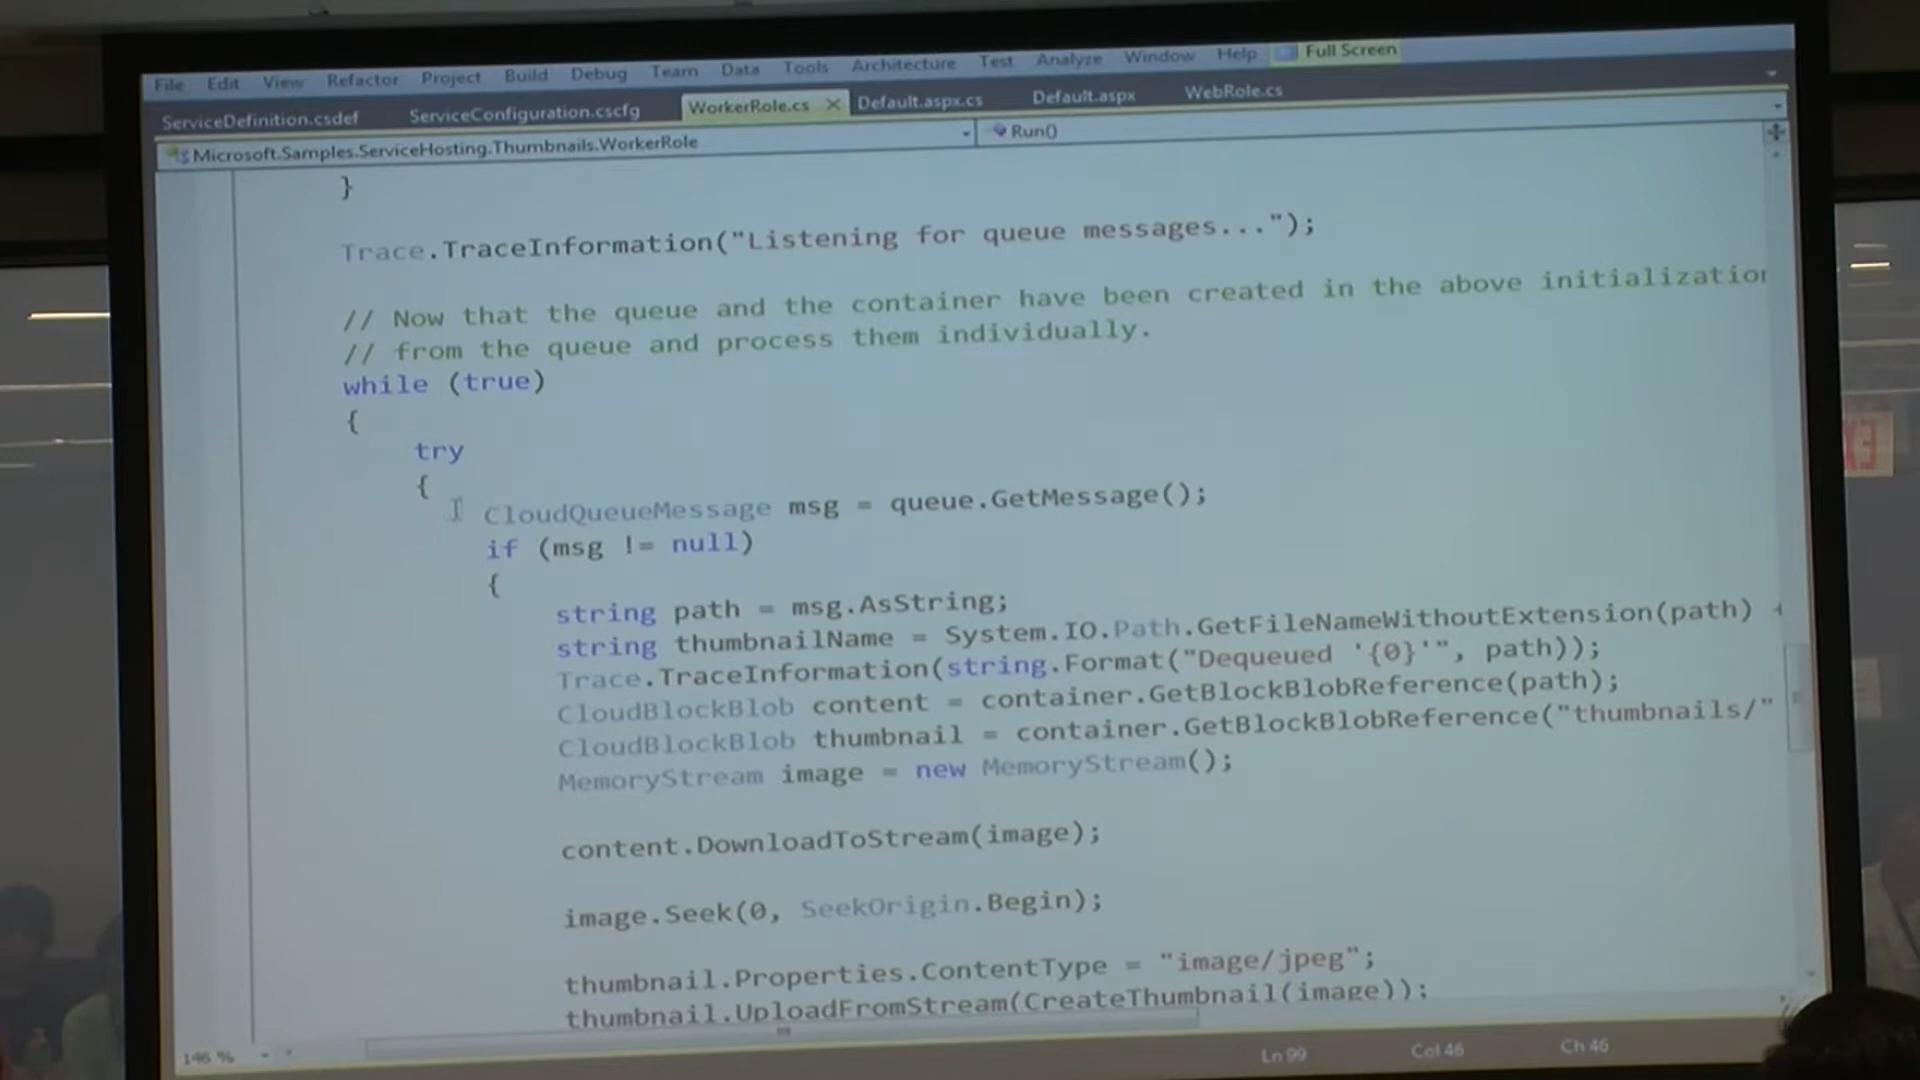 File Edit View Refactor Project Build Debug Team Data Tools Architecture Test Analyze Window Help Full Screen
ServiceDefinition.csdef ServiceConfiguration.cscfg WorkerRole.cs Default.aspx.cs Default.aspx WebRole.cs
Microsoft.Samples.ServiceHosting.Thumbnails.WorkerRole Run()
}
Trace.TraceInformation("Listening for queue messages...");
// Now that the queue and the container have been created in the above initialization
// from the queue and process them individually.
while (true)
{
try
{
CloudQueueMessage msg = queue.GetMessage();
if (msg != null)
{
string path = msg.AsString;
string thumbnailName = System.IO.Path.GetFileNameWithoutExtension(path) +
Trace.TraceInformation(string.Format("Dequeued '{0}'", path));
CloudBlockBlob content = container.GetBlockBlobReference(path);
CloudBlockBlob thumbnail = container.GetBlockBlobReference("thumbnails/"
MemoryStream image = new MemoryStream();
content.DownloadToStream(image);
image.Seek(0, SeekOrigin.Begin);
thumbnail.Properties.ContentType = "image/jpeg";
thumbnail.UploadFromStream(CreateThumbnail(image));
146 % Ln 99 Col 46 Ch 46